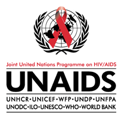 Joint United Nations Programme on HIV/AIDS
UNAIDS
UNHCR•UNICEF•WFP•UNDP•UNFPA
UNODC•ILO•UNESCO•WHO•WORLD BANK